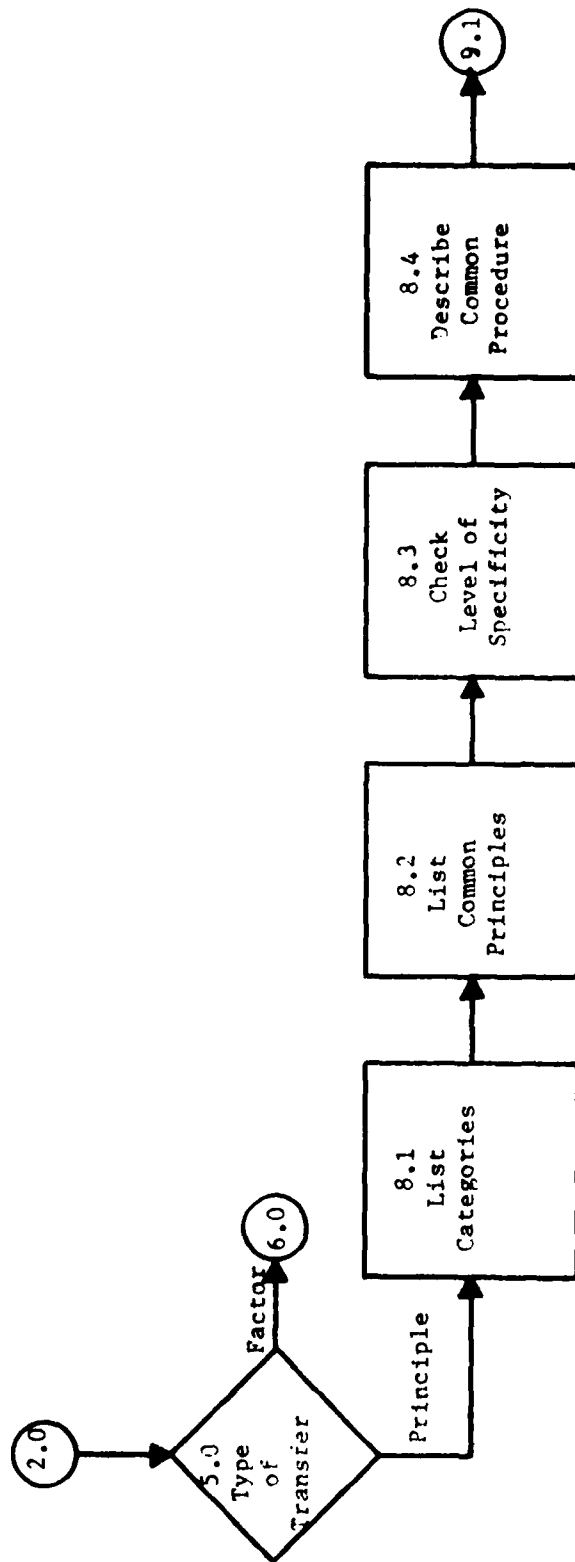 2.0
5.0
Type
of
Transier
Factor
6.0
Principle
8.1
List
Categories
8.2
List
Common
Principles
8.3
Check
Level of
Specificity
8.4
Describe
Common
Procedure
9.1